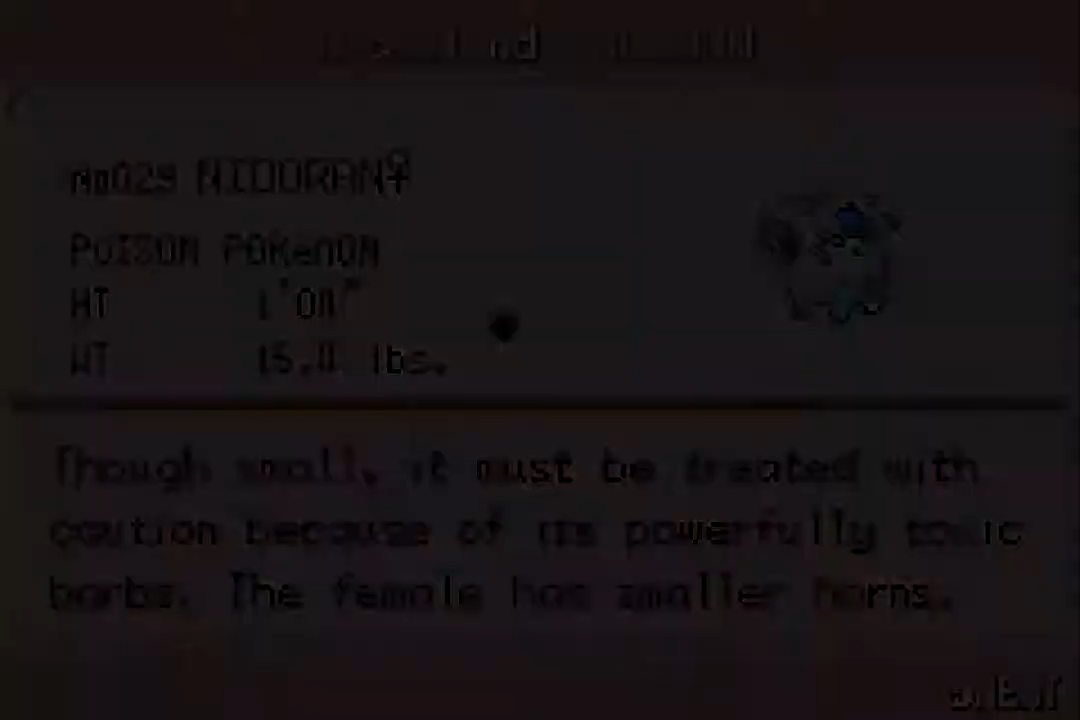 No029 NIDORAN♀
POISON POKéMON
HT 1'04"
WT 15.4 lbs.
Though small, it must be treated with
caution because of its powerfully toxic
barbs. The female has smaller horns.